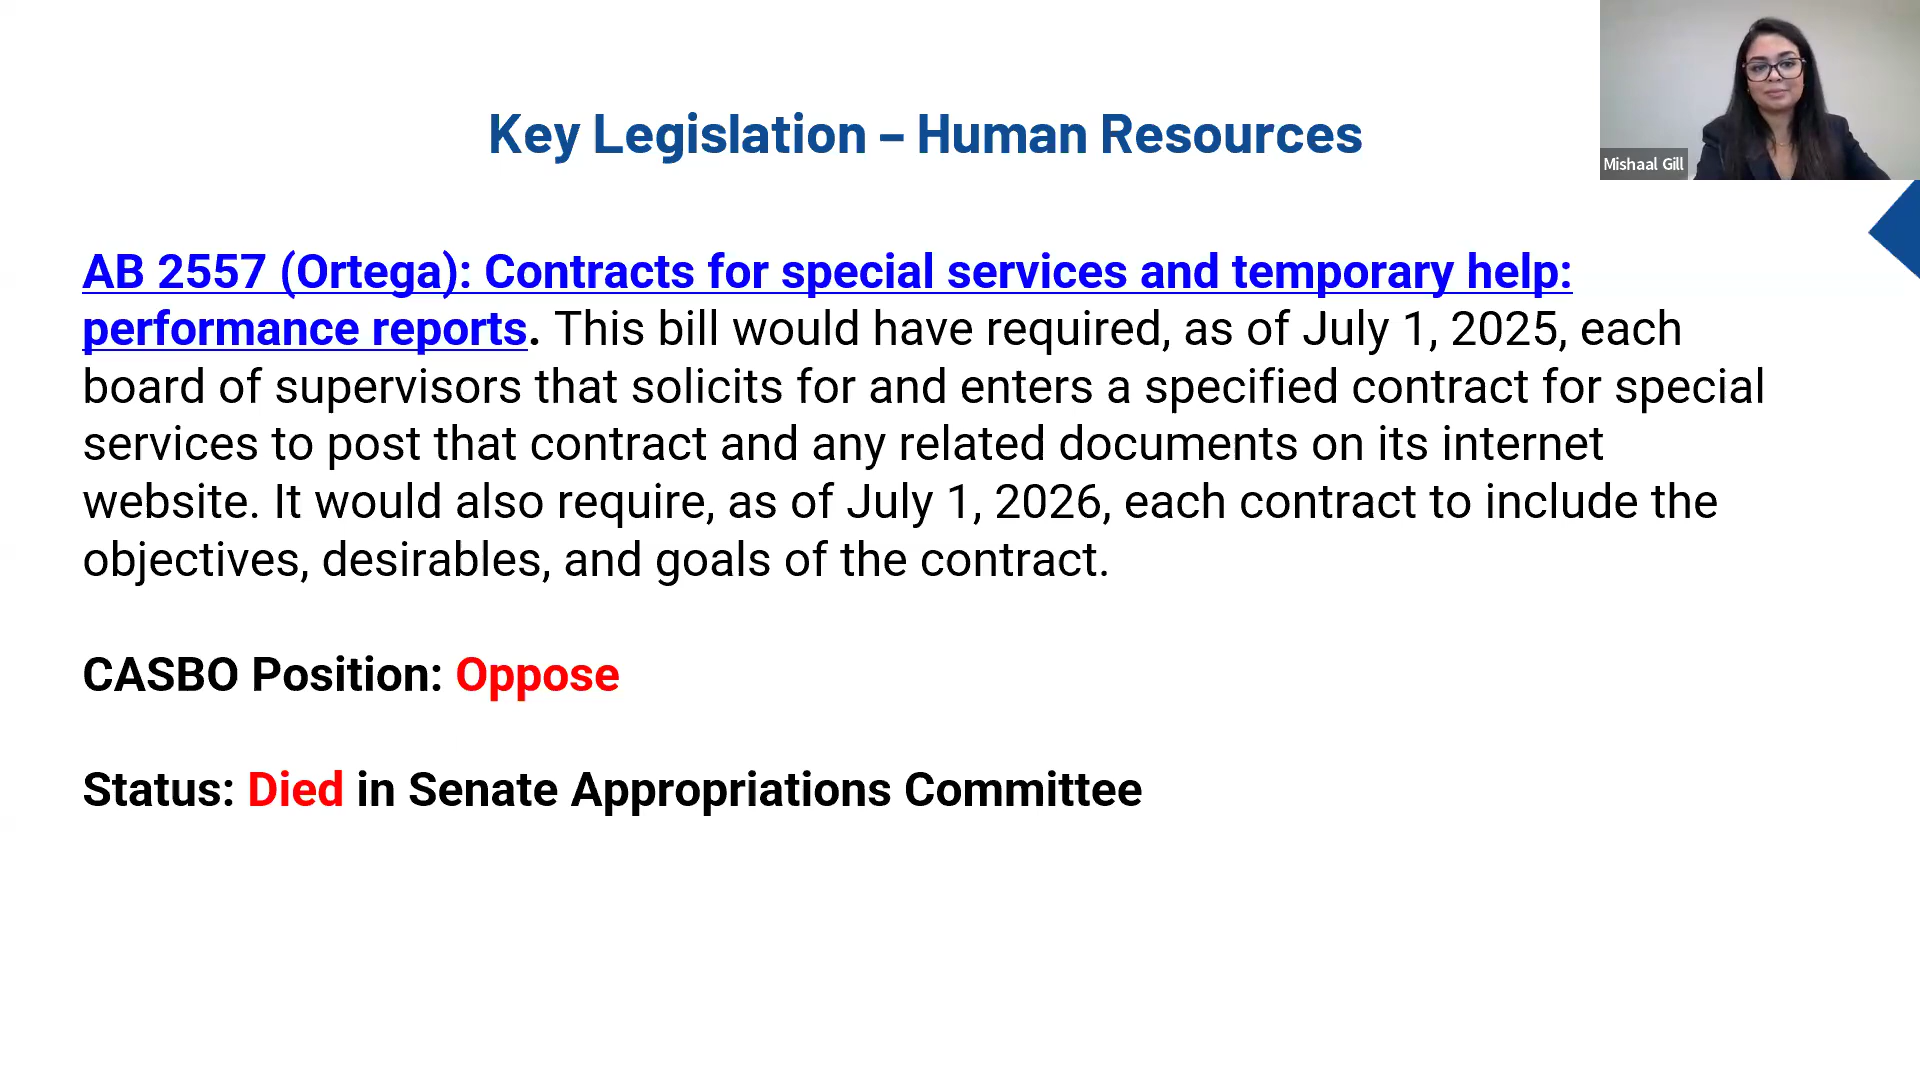 Key Legislation – Human Resources
Mishaal Gill
AB 2557 (Ortega): Contracts for special services and temporary help:
performance reports. This bill would have required, as of July 1, 2025, each
board of supervisors that solicits for and enters a specified contract for special
services to post that contract and any related documents on its internet
website. It would also require, as of July 1, 2026, each contract to include the
objectives, desirables, and goals of the contract.
CASBO Position: Oppose
Status: Died in Senate Appropriations Committee